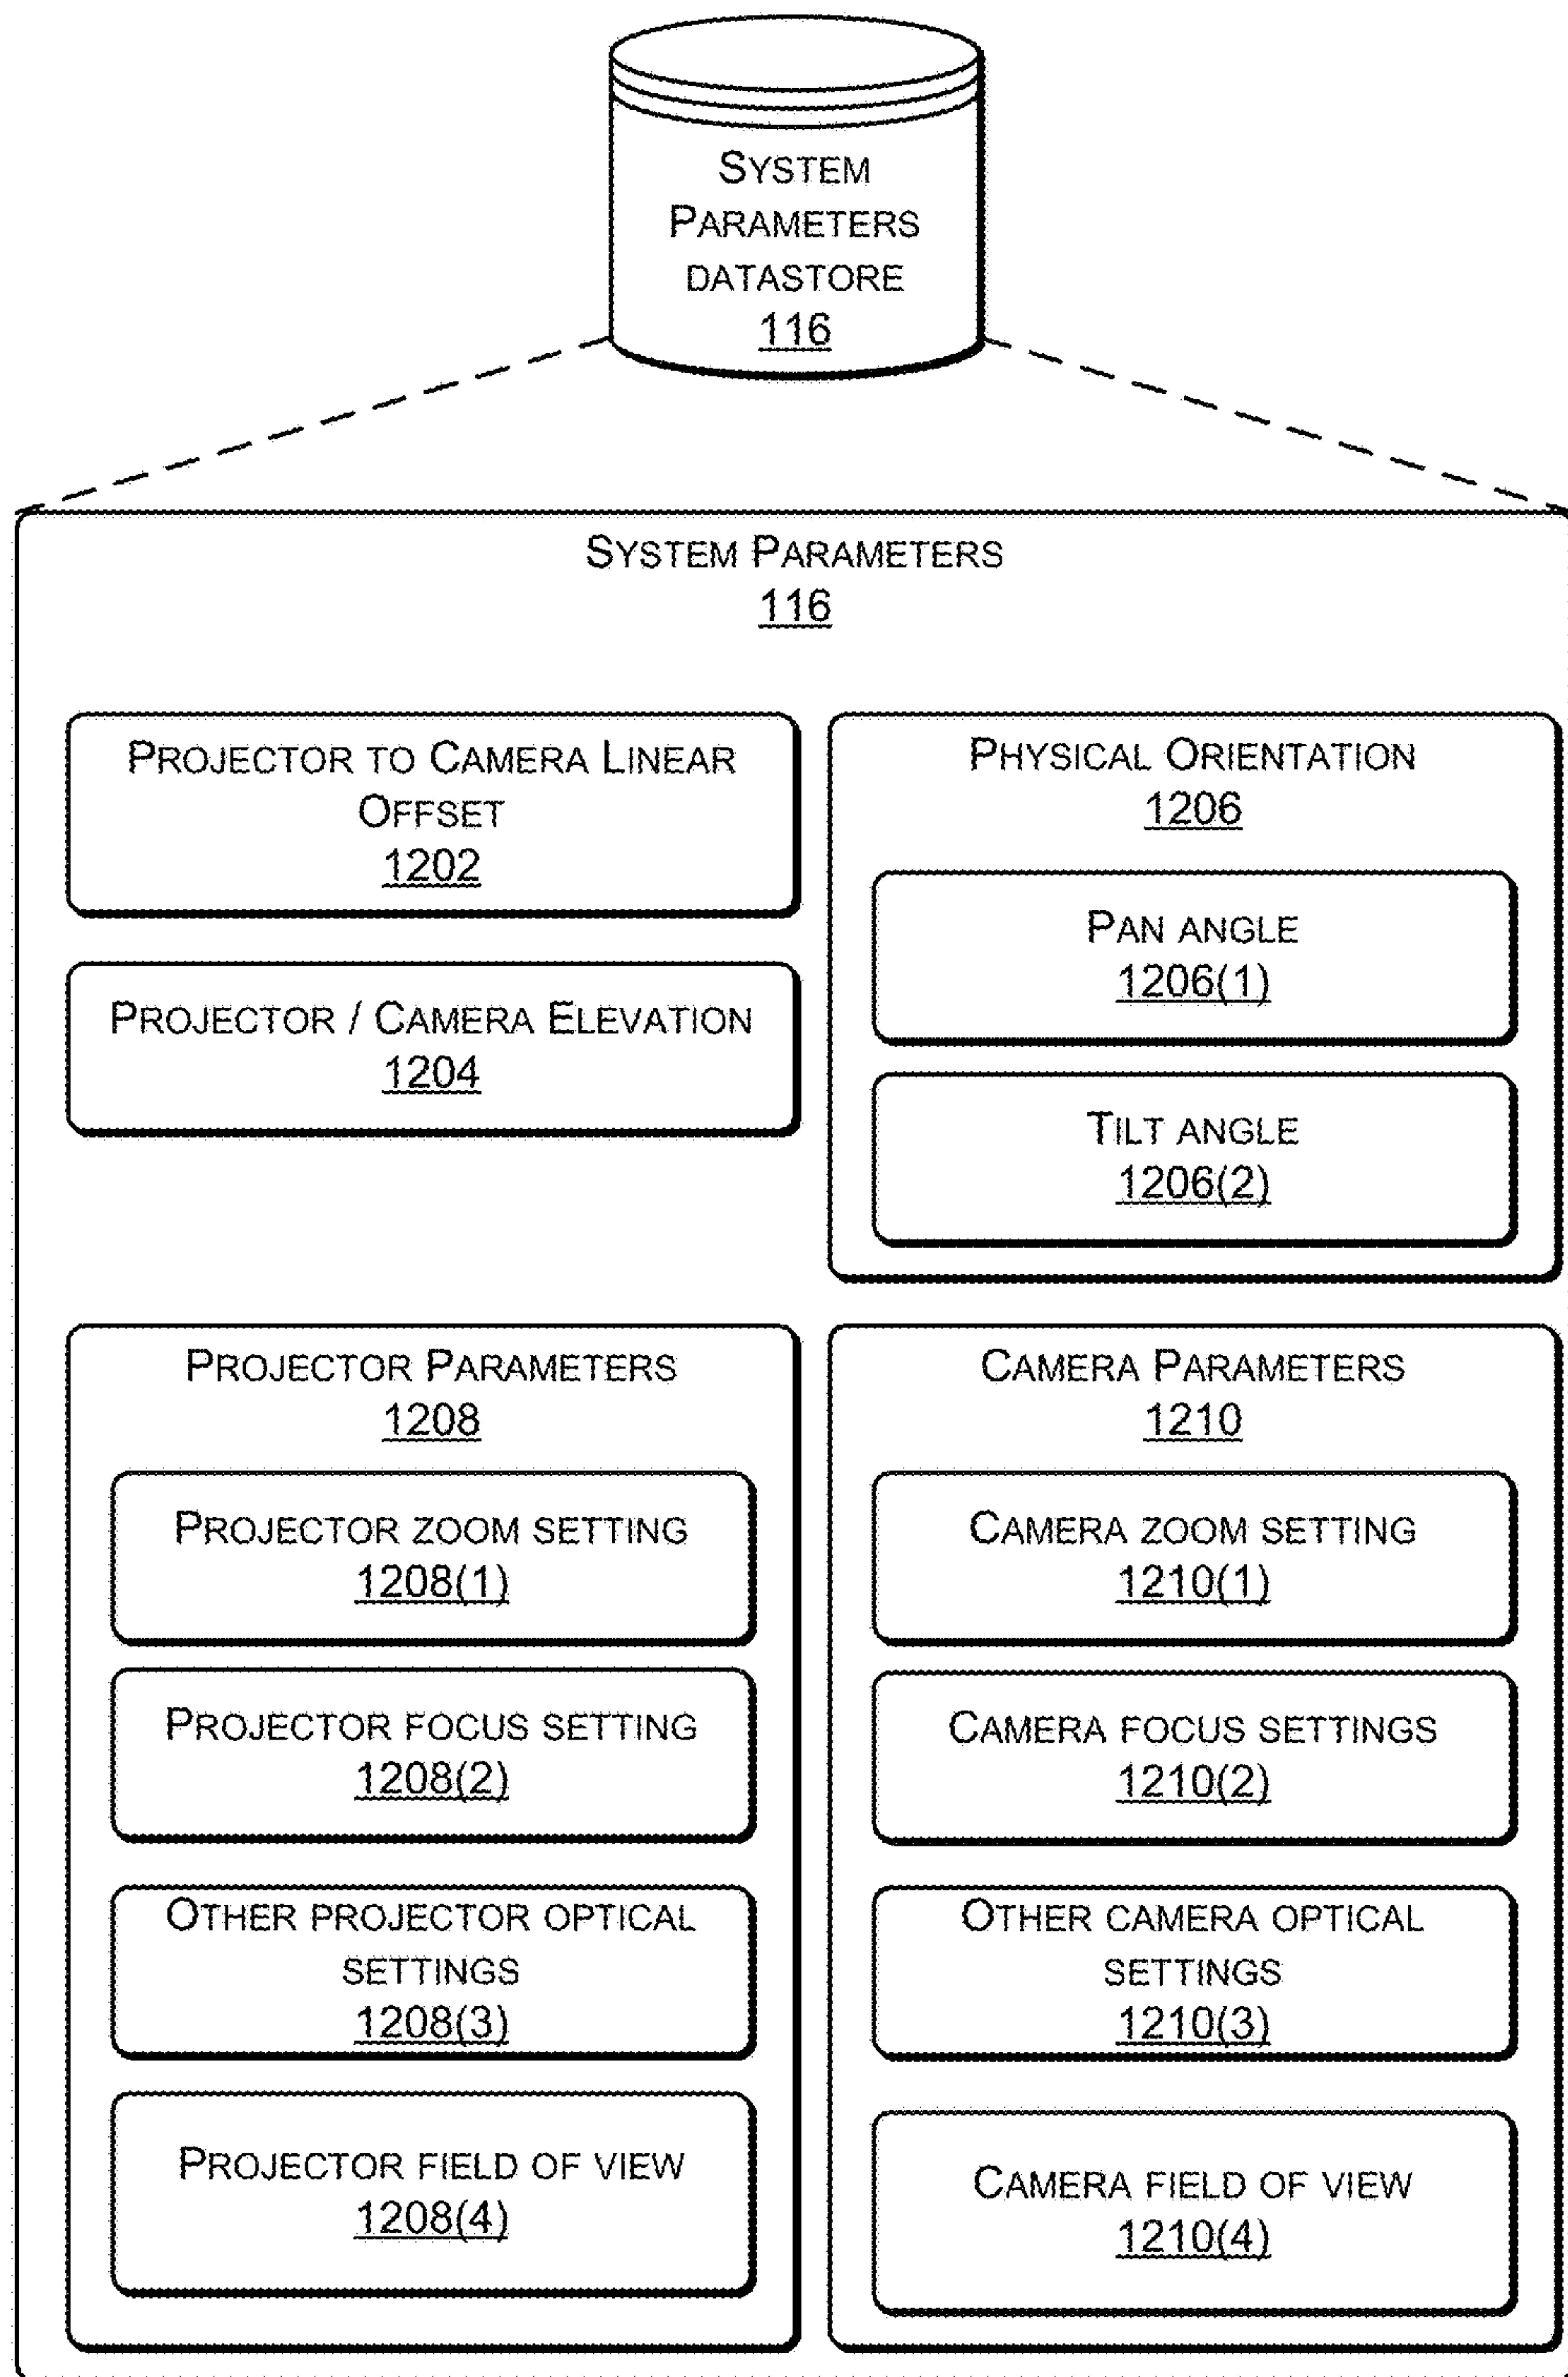 SYSTEM
PARAMETERS
DATASTORE
116
SYSTEM PARAMETERS
116
PROJECTOR TO CAMERA LINEAR
OFFSET
1202
PROJECTOR / CAMERA ELEVATION
1204
PHYSICAL ORIENTATION
1206
PAN ANGLE
1206(1)
TILT ANGLE
1206(2)
PROJECTOR PARAMETERS
1208
PROJECTOR ZOOM SETTING
1208(1)
PROJECTOR FOCUS SETTING
1208(2)
OTHER PROJECTOR OPTICAL
SETTINGS
1208(3)
PROJECTOR FIELD OF VIEW
1208(4)
CAMERA PARAMETERS
1210
CAMERA ZOOM SETTING
1210(1)
CAMERA FOCUS SETTINGS
1210(2)
OTHER CAMERA OPTICAL
SETTINGS
1210(3)
CAMERA FIELD OF VIEW
1210(4)